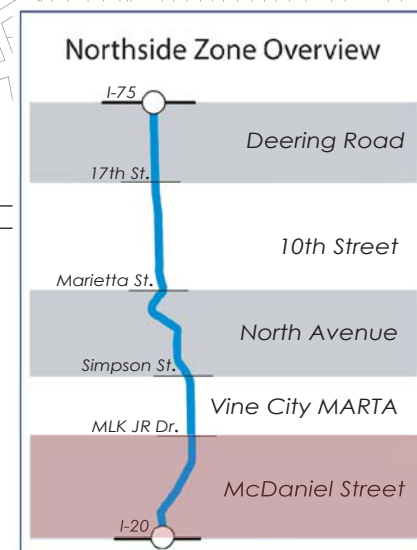 Northside Zone Overview
I-75
Deering Road
17th St.
10th Street
Marietta St.
North Avenue
Simpson St.
Vine City MARTA
MLK JR Dr.
McDaniel Street
I-20